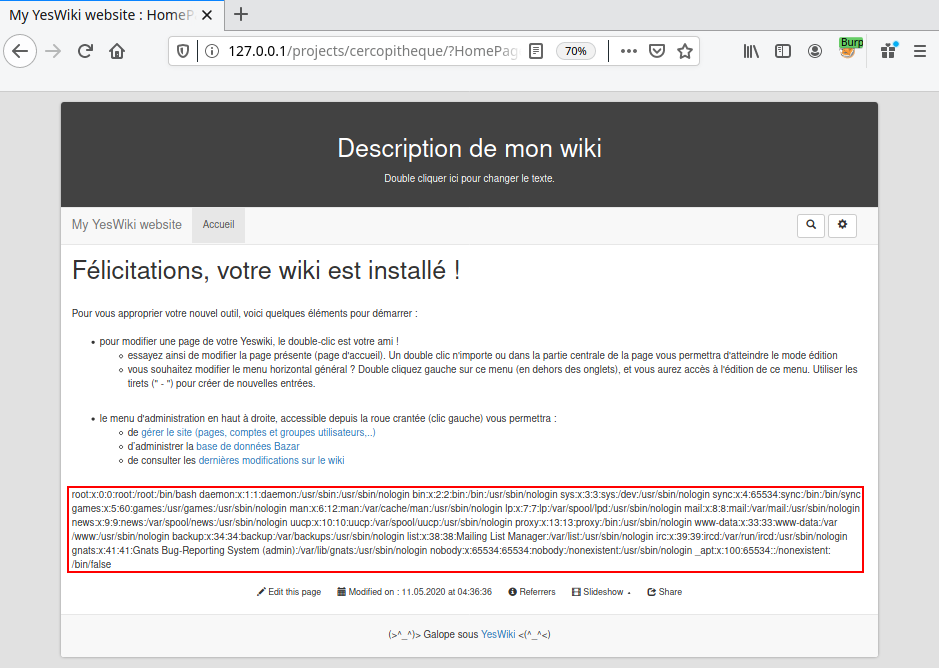 My YesWiki website : HomeP
127.0.0.1/projects/cercopitheque/?HomePag
70%
Burp
Description de mon wiki
Double cliquer ici pour changer le texte.
My YesWiki website
Accueil
Félicitations, votre wiki est installé !
Pour vous approprier votre nouvel outil, voici quelques éléments pour démarrer :
• pour modifier une page de votre Yeswiki, le double-clic est votre ami !
essayez ainsi de modifier la page présente (page d'accueil). Un double clic n'importe ou dans la partie centrale de la page vous permettra d'atteindre le mode édition
vous souhaitez modifier le menu horizontal général ? Double cliquez gauche sur ce menu (en dehors des onglets), et vous aurez accès à l'édition de ce menu. Utiliser les
tirets (" - ") pour créer de nouvelles entrées.
• le menu d'administration en haut à droite, accessible depuis la roue crantée (clic gauche) vous permettra :
de gérer le site (pages, comptes et groupes utilisateurs,..)
d'administrer la base de données Bazar
de consulter les dernières modifications sur le wiki
root:x:0:0:root:/root:/bin/bash daemon:x:1:1:daemon:/usr/sbin:/usr/sbin/nologin bin:x:2:2:bin:/bin:/usr/sbin/nologin sys:x:3:3:sys:/dev:/usr/sbin/nologin sync:x:4:65534:sync:/bin:/bin/sync
games:x:5:60:games:/usr/games:/usr/sbin/nologin man:x:6:12:man:/var/cache/man:/usr/sbin/nologin lp:x:7:7:lp:/var/spool/lpd:/usr/sbin/nologin mail:x:8:8:mail:/var/mail:/usr/sbin/nologin
news:x:9:9:news:/var/spool/news:/usr/sbin/nologin uucp:x:10:10:uucp:/var/spool/uucp:/usr/sbin/nologin proxy:x:13:13:proxy:/bin:/usr/sbin/nologin www-data:x:33:33:www-data:/var
/www:/usr/sbin/nologin backup:x:34:34:backup:/var/backups:/usr/sbin/nologin list:x:38:38:Mailing List Manager:/var/list:/usr/sbin/nologin irc:x:39:39:ircd:/var/run/ircd:/usr/sbin/nologin
gnats:x:41:41:Gnats Bug-Reporting System (admin):/var/lib/gnats:/usr/sbin/nologin nobody:x:65534:65534:nobody:/nonexistent:/usr/sbin/nologin _apt:x:100:65534::/nonexistent:
/bin/false
Edit this page Modified on : 11.05.2020 at 04:36:36 Referrers Slideshow Share
(>^_^)> Galope sous YesWiki <(^_^<)